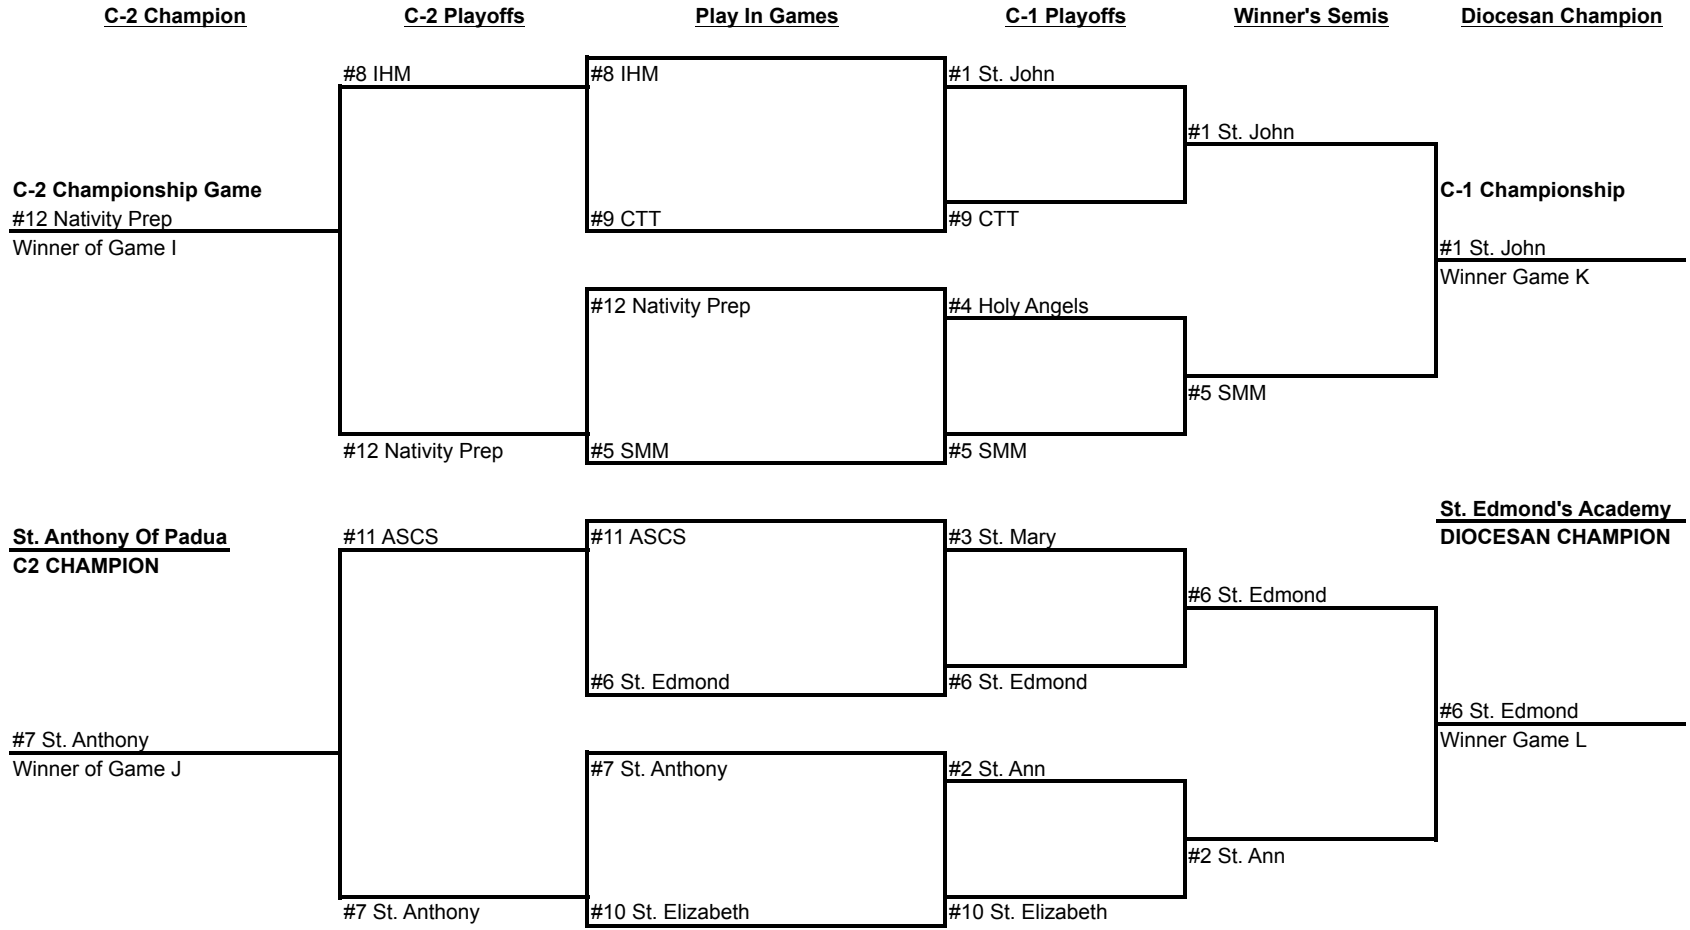 C-2 Champion
C-2 Playoffs
Play In Games
C-1 Playoffs
Winner's Semis
Diocesan Champion
#8 IHM
#8 IHM
#1 St. John
#1 St. John
C-2 Championship Game
C-1 Championship
#12 Nativity Prep
#9 CTT
#9 CTT
Winner of Game I
#1 St. John
Winner Game K
#12 Nativity Prep
#4 Holy Angels
#5 SMM
#12 Nativity Prep
#5 SMM
#5 SMM
St. Edmond's Academy
St. Anthony Of Padua
#11 ASCS
#11 ASCS
#3 St. Mary
DIOCESAN CHAMPION
C2 CHAMPION
#6 St. Edmond
#6 St. Edmond
#6 St. Edmond
#6 St. Edmond
#7 St. Anthony
Winner Game L
Winner of Game J
#7 St. Anthony
#2 St. Ann
#2 St. Ann
#7 St. Anthony
#10 St. Elizabeth
#10 St. Elizabeth